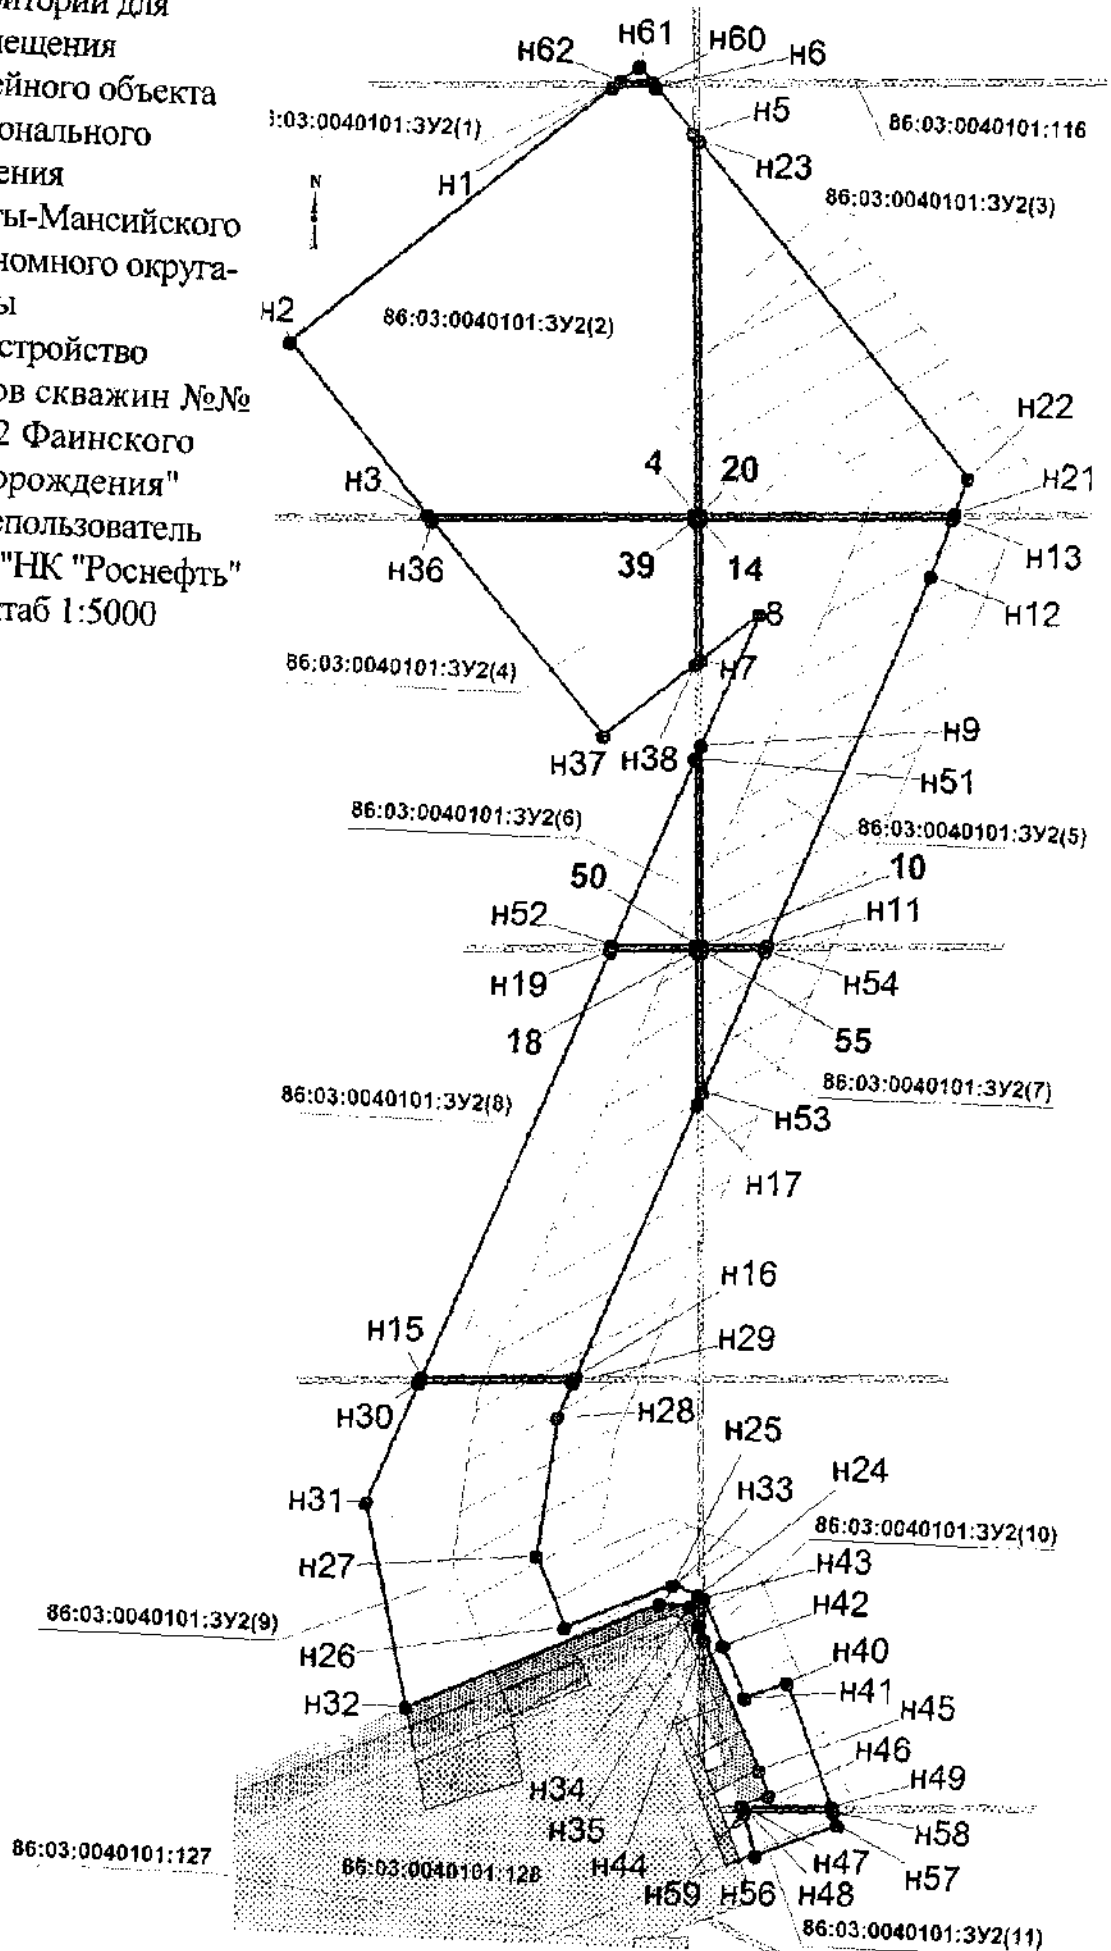 итории для
мещения
ейного объекта
онального
ения
ты-Мансийского
номного округа-
ы
стройство
ов скважин №№
2 Фаинского
орождения"
епользователь
"НК "Роснефть"
таб 1:5000
н61
н62
н60
н6
н5
:03:0040101:ЗУ2(1)
86:03:0040101:116
н1
н23
N
86:03:0040101:ЗУ2(3)
н2
86:03:0040101:ЗУ2(2)
н22
н3
4
20
н21
н36
39
14
н13
н12
8
86:03:0040101:ЗУ2(4)
н7
н37
н38
н9
н51
86:03:0040101:ЗУ2(6)
86:03:0040101:ЗУ2(5)
50
10
н52
н11
н19
н54
18
55
86:03:0040101:ЗУ2(8)
86:03:0040101:ЗУ2(7)
н53
н17
н16
н15
н29
н30
н28
н25
н24
н31
н33
86:03:0040101:ЗУ2(10)
н27
н43
86:03:0040101:ЗУ2(9)
н42
н26
н40
н32
н41
н45
н46
н34
н49
н35
н58
86:03:0040101:127
86:03:0040101:128
н44
н47
н57
н59
н56
н48
86:03:0040101:ЗУ2(11)